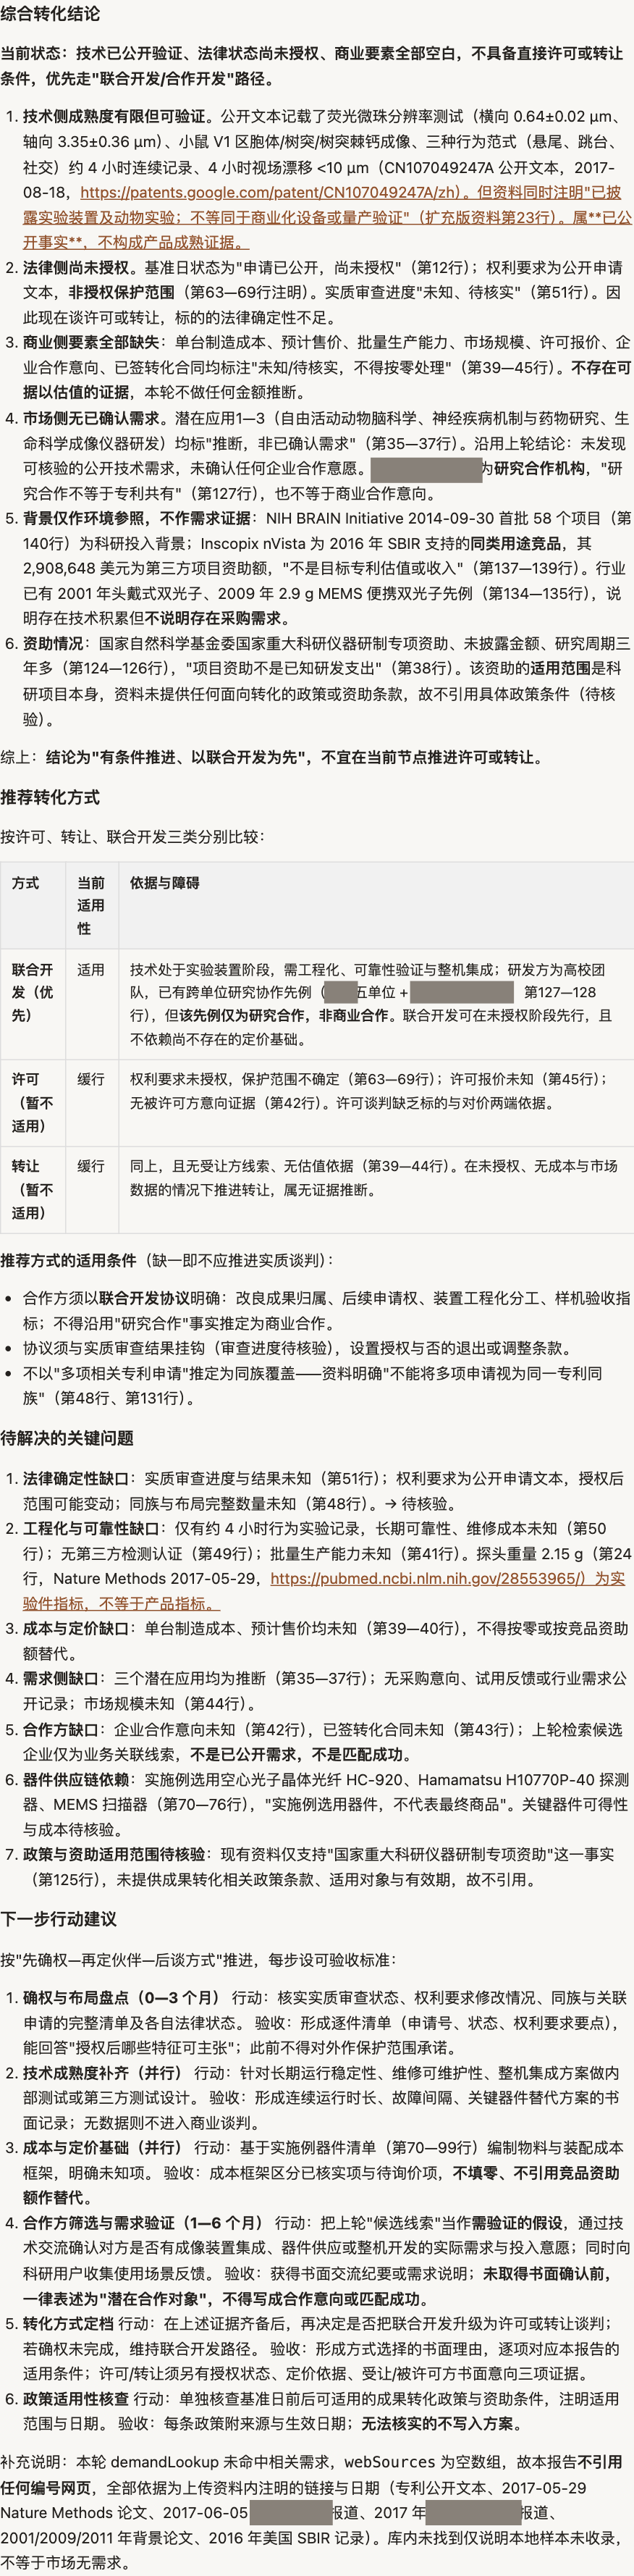 综合转化结论
当前状态：技术已公开验证、法律状态尚未授权、商业要素全部空白，不具备直接许可或转让
条件，优先走"联合开发/合作开发"路径。
1. 技术侧成熟度有限但可验证。公开文本记载了荧光微珠分辨率测试（横向 0.64±0.02 μm、
轴向 3.35±0.36 μm）、小鼠 V1 区胞体/树突/树突棘钙成像、三种行为范式（悬尾、跳台、
社交）约 4 小时连续记录、4 小时视场漂移 <10 μm（CN107049247A 公开文本，2017-
08-18，https://patents.google.com/patent/CN107049247A/zh）。但资料同时注明"已披
露实验装置及动物实验；不等同于商业化设备或量产验证"（扩充版资料第23行）。属**已公
开事实**，不构成产品成熟证据。
2. 法律侧尚未授权。基准日状态为"申请已公开，尚未授权"（第12行）；权利要求为公开申请
文本，非授权保护范围（第63—69行注明）。实质审查进度"未知、待核实"（第51行）。因
此现在谈许可或转让，标的的法律确定性不足。
3. 商业侧要素全部缺失：单台制造成本、预计售价、批量生产能力、市场规模、许可报价、企
业合作意向、已签转化合同均标注"未知/待核实，不得按零处理"（第39—45行）。不存在可
据以估值的证据，本轮不做任何金额推断。
4. 市场侧无已确认需求。潜在应用1—3（自由活动动物脑科学、神经疾病机制与药物研究、生
命科学成像仪器研发）均标"推断，非已确认需求"（第35—37行）。沿用上轮结论：未发现
可核验的公开技术需求，未确认任何企业合作意愿。为研究合作机构，"研
究合作不等于专利共有"（第127行），也不等于商业合作意向。
5. 背景仅作环境参照，不作需求证据：NIH BRAIN Initiative 2014-09-30 首批 58 个项目（第
140行）为科研投入背景；Inscopix nVista 为 2016 年 SBIR 支持的同类用途竞品，其
2,908,648 美元为第三方项目资助额，"不是目标专利估值或收入"（第137—139行）。行业
已有 2001 年头戴式双光子、2009 年 2.9 g MEMS 便携双光子先例（第134—135行），说
明存在技术积累但不说明存在采购需求。
6. 资助情况：国家自然科学基金委国家重大科研仪器研制专项资助、未披露金额、研究周期三
年多（第124—126行），"项目资助不是已知研发支出"（第38行）。该资助的适用范围是科
研项目本身，资料未提供任何面向转化的政策或资助条款，故不引用具体政策条件（待核
验）。
综上：结论为"有条件推进、以联合开发为先"，不宜在当前节点推进许可或转让。
推荐转化方式
按许可、转让、联合开发三类分别比较：
方式 当前适用性 依据与障碍
联合开发（优先） 适用 技术处于实验装置阶段，需工程化、可靠性验证与整机集成；研发方为高校团
队，已有跨单位研究协作先例（五单位 + 第127—128
行），但该先例仅为研究合作，非商业合作。联合开发可在未授权阶段先行，且
不依赖尚不存在的定价基础。
许可（暂不适用） 缓行 权利要求未授权，保护范围不确定（第63—69行）；许可报价未知（第45行）；
无被许可方意向证据（第42行）。许可谈判缺乏标的与对价两端依据。
转让（暂不适用） 缓行 同上，且无受让方线索、无估值依据（第39—44行）。在未授权、无成本与市场
数据的情况下推进转让，属无证据推断。
推荐方式的适用条件（缺一即不应推进实质谈判）：
• 合作方须以联合开发协议明确：改良成果归属、后续申请权、装置工程化分工、样机验收指
标；不得沿用"研究合作"事实推定为商业合作。
• 协议须与实质审查结果挂钩（审查进度待核验），设置授权与否的退出或调整条款。
• 不以"多项相关专利申请"推定为同族覆盖——资料明确"不能将多项申请视为同一专利同
族"（第48行、第131行）。
待解决的关键问题
1. 法律确定性缺口：实质审查进度与结果未知（第51行）；权利要求为公开申请文本，授权后
范围可能变动；同族与布局完整数量未知（第48行）。→ 待核验。
2. 工程化与可靠性缺口：仅有约 4 小时行为实验记录，长期可靠性、维修成本未知（第50
行）；无第三方检测认证（第49行）；批量生产能力未知（第41行）。探头重量 2.15 g（第24
行，Nature Methods 2017-05-29，https://pubmed.ncbi.nlm.nih.gov/28553965/）为实
验件指标，不等于产品指标。
3. 成本与定价缺口：单台制造成本、预计售价均未知（第39—40行），不得按零或按竞品资助
额替代。
4. 需求侧缺口：三个潜在应用均为推断（第35—37行）；无采购意向、试用反馈或行业需求公
开记录；市场规模未知（第44行）。
5. 合作方缺口：企业合作意向未知（第42行），已签转化合同未知（第43行）；上轮检索候选
企业仅为业务关联线索，不是已公开需求，不是匹配成功。
6. 器件供应链依赖：实施例选用空心光子晶体光纤 HC-920、Hamamatsu H10770P-40 探测
器、MEMS 扫描器（第70—76行），"实施例选用器件，不代表最终商品"。关键器件可得性
与成本待核验。
7. 政策与资助适用范围待核验：现有资料仅支持"国家重大科研仪器研制专项资助"这一事实
（第125行），未提供成果转化相关政策条款、适用对象与有效期，故不引用。
下一步行动建议
按"先确权—再定伙伴—后谈方式"推进，每步设可验收标准：
1. 确权与布局盘点（0—3 个月） 行动：核实实质审查状态、权利要求修改情况、同族与关联
申请的完整清单及各自法律状态。 验收：形成逐件清单（申请号、状态、权利要求要点），
能回答"授权后哪些特征可主张"；此前不得对外作保护范围承诺。
2. 技术成熟度补齐（并行） 行动：针对长期运行稳定性、维修可维护性、整机集成方案做内
部测试或第三方测试设计。 验收：形成连续运行时长、故障间隔、关键器件替代方案的书
面记录；无数据则不进入商业谈判。
3. 成本与定价基础（并行） 行动：基于实施例器件清单（第70—99行）编制物料与装配成本
框架，明确未知项。 验收：成本框架区分已核实项与待询价项，不填零、不引用竞品资助
额作替代。
4. 合作方筛选与需求验证（1—6 个月） 行动：把上轮"候选线索"当作需验证的假设，通过技
术交流确认对方是否有成像装置集成、器件供应或整机开发的实际需求与投入意愿；同时向
科研用户收集使用场景反馈。 验收：获得书面交流纪要或需求说明；未取得书面确认前，
一律表述为"潜在合作对象"，不得写成合作意向或匹配成功。
5. 转化方式定档 行动：在上述证据齐备后，再决定是否把联合开发升级为许可或转让谈判；
若确权未完成，维持联合开发路径。 验收：形成方式选择的书面理由，逐项对应本报告的
适用条件；许可/转让须另有授权状态、定价依据、受让/被许可方书面意向三项证据。
6. 政策适用性核查 行动：单独核查基准日前后可适用的成果转化政策与资助条件，注明适用
范围与日期。 验收：每条政策附来源与生效日期；无法核实的不写入方案。
补充说明：本轮 demandLookup 未命中相关需求，webSources 为空数组，故本报告不引用
任何编号网页，全部依据为上传资料内注明的链接与日期（专利公开文本、2017-05-29
Nature Methods 论文、2017-06-05报道、2017 年报道、
2001/2009/2011 年背景论文、2016 年美国 SBIR 记录）。库内未找到仅说明本地样本未收录，
不等于市场无需求。